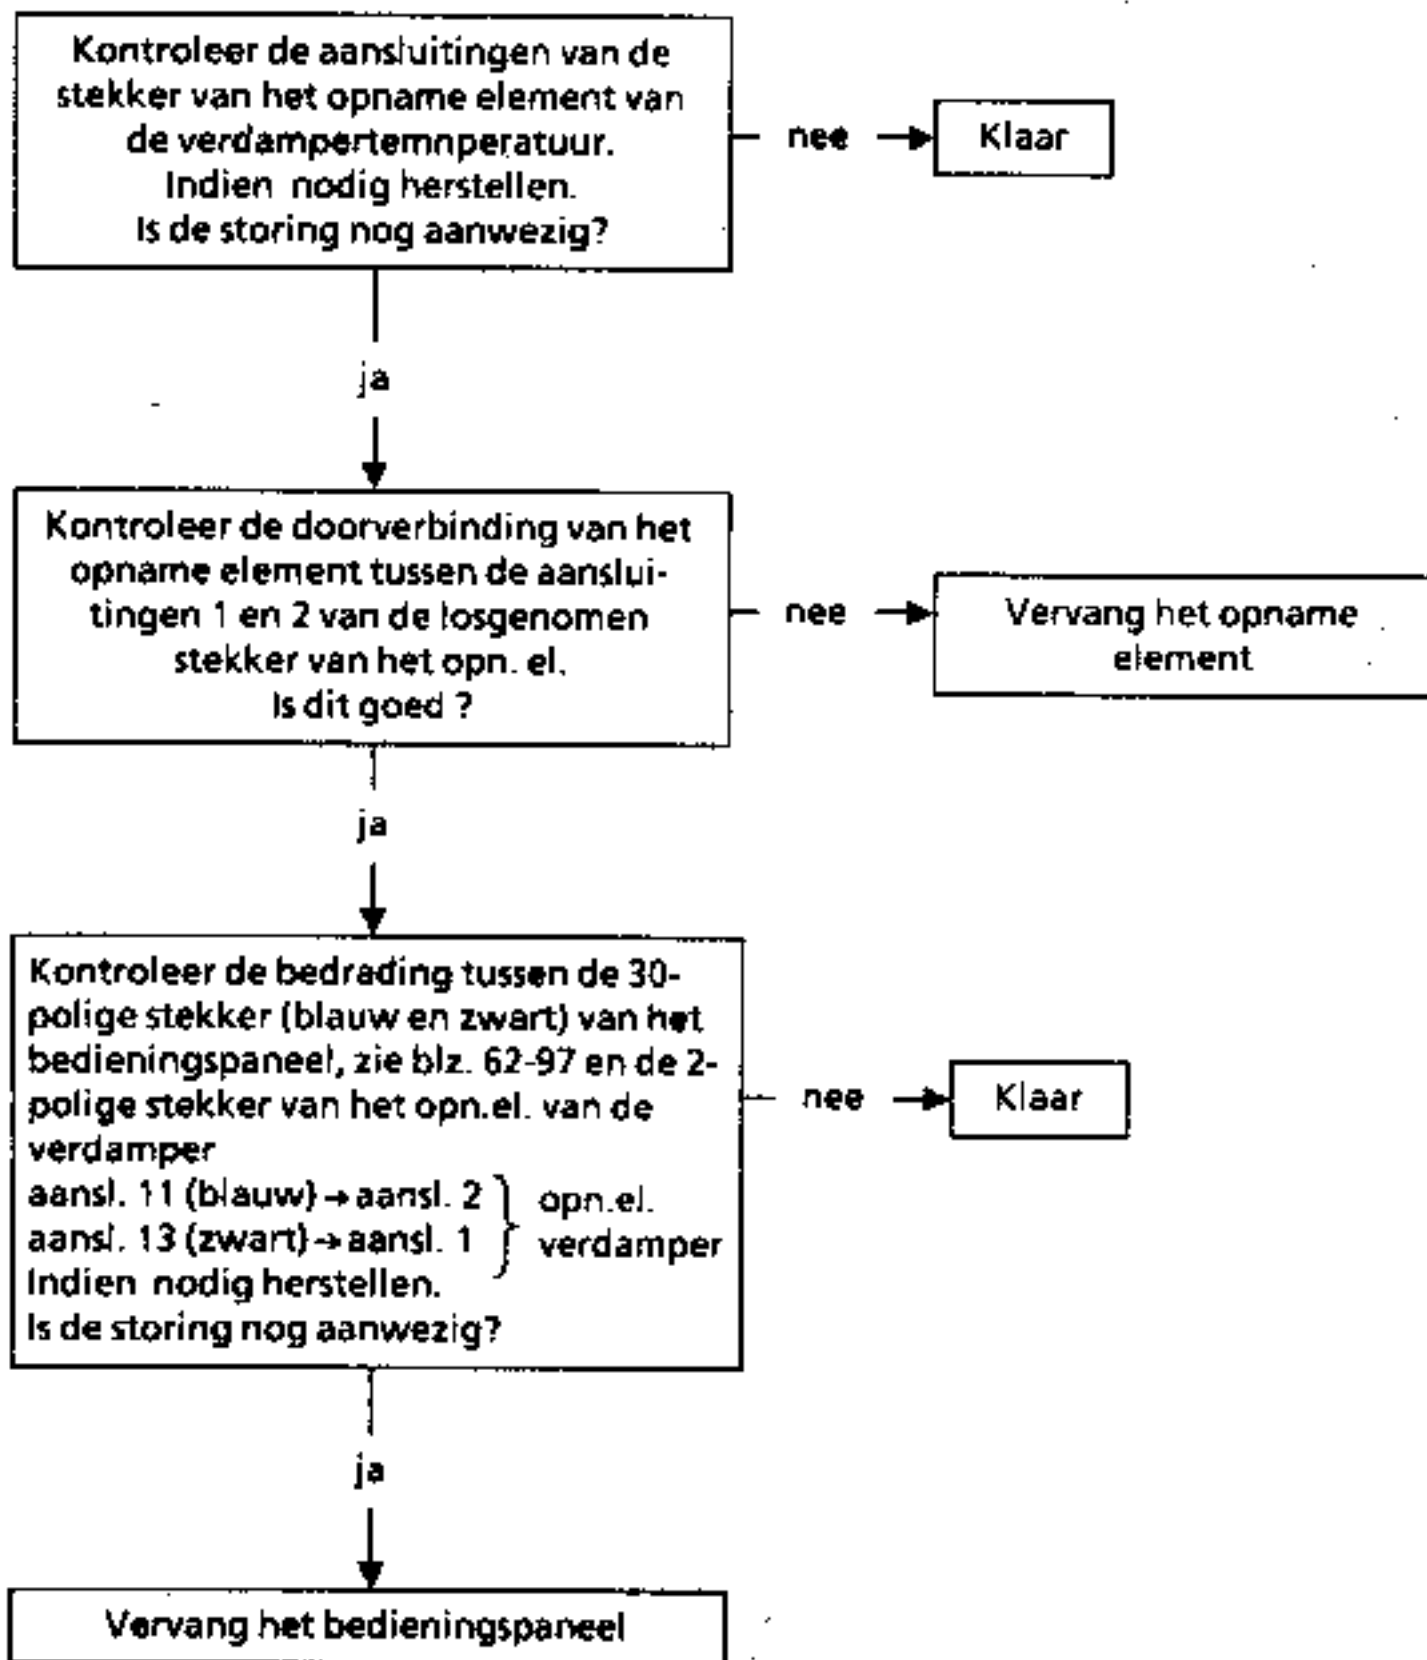 Kontroleer de aansluitingen van de
stekker van het opname element van
de verdampertemnperatuur.
Indien nodig herstellen.
Is de storing nog aanwezig?
nee
Klaar
ja
Kontroleer de doorverbinding van het
opname element tussen de aanslui-
tingen 1 en 2 van de losgenomen
stekker van het opn. el.
Is dit goed ?
nee
Vervang het opname
element
ja
Kontroleer de bedrading tussen de 30-
polige stekker (blauw en zwart) van het
bedieningspaneel, zie blz. 62-97 en de 2-
polige stekker van het opn.el. van de
verdamper
aansl. 11 (blauw) → aansl. 2
aansl. 13 (zwart) → aansl. 1
opn.el.
verdamper
Indien nodig herstellen.
Is de storing nog aanwezig?
nee
Klaar
ja
Vervang het bedieningspaneel